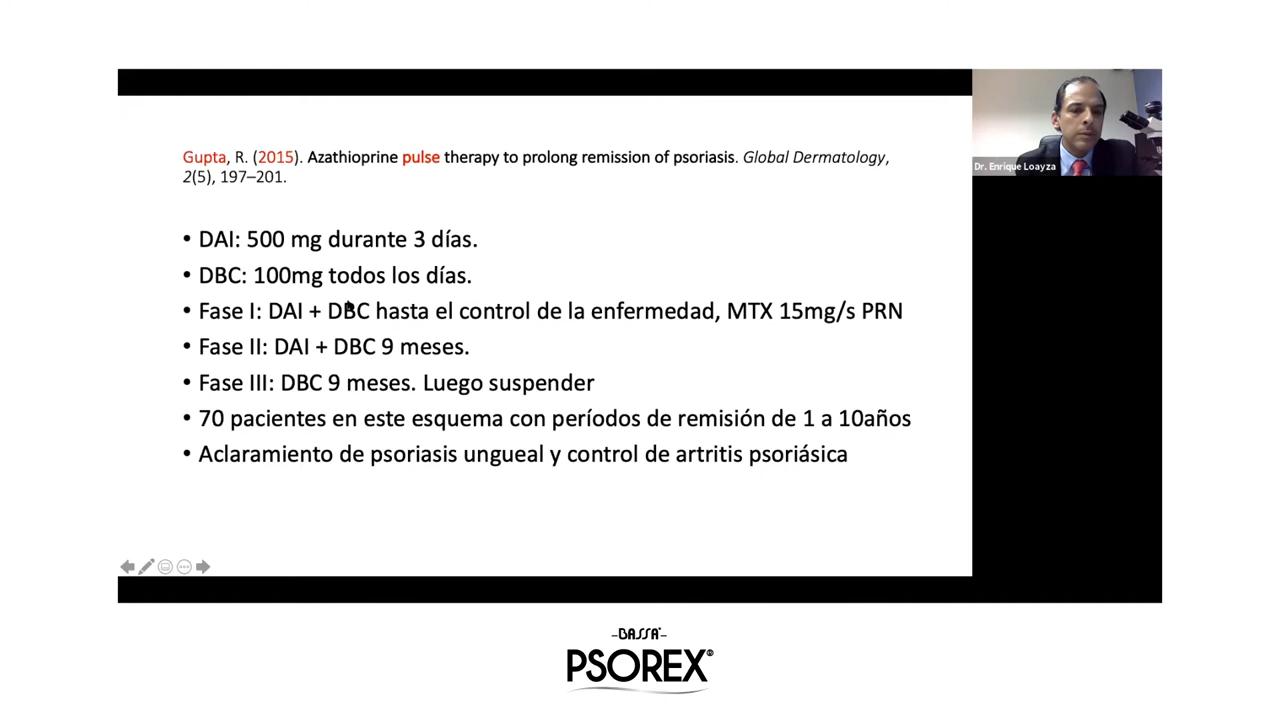 Gupta, R. (2015). Azathioprine pulse therapy to prolong remission of psoriasis. Global Dermatology,
2(5), 197–201.
• DAI: 500 mg durante 3 días.
• DBC: 100mg todos los días.
• Fase I: DAI + DBC hasta el control de la enfermedad, MTX 15mg/s PRN
• Fase II: DAI + DBC 9 meses.
• Fase III: DBC 9 meses. Luego suspender
• 70 pacientes en este esquema con períodos de remisión de 1 a 10años
• Aclaramiento de psoriasis ungueal y control de artritis psoriásica
Dr. Enrique Loayza
–BASSA–
PSOREX®